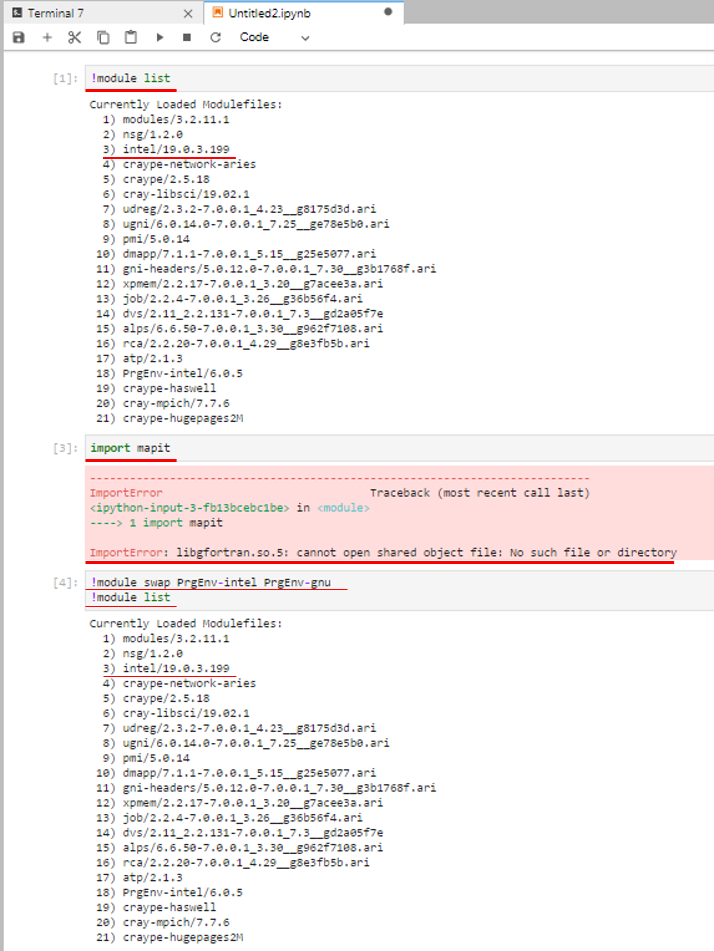 Terminal 7
Untitled2.ipynb
Code
[1]: !module list
Currently Loaded Modulefiles:
1) modules/3.2.11.1
2) nsg/1.2.0
3) intel/19.0.3.199
4) craype-network-aries
5) craype/2.5.18
6) cray-libsci/19.02.1
7) udreg/2.3.2-7.0.0.1_4.23__g8175d3d.ari
8) ugni/6.0.14.0-7.0.0.1_7.25__ge78e5b0.ari
9) pmi/5.0.14
10) dmapp/7.1.1-7.0.0.1_5.15__g25e5077.ari
11) gni-headers/5.0.12.0-7.0.0.1_7.30__g3b1768f.ari
12) xpmem/2.2.17-7.0.0.1_3.20__g7acee3a.ari
13) job/2.2.4-7.0.0.1_3.26__g36b56f4.ari
14) dvs/2.11_2.2.131-7.0.0.1_7.3__gd2a05f7e
15) alps/6.6.50-7.0.0.1_3.30__g962f7108.ari
16) rca/2.2.20-7.0.0.1_4.29__g8e3fb5b.ari
17) atp/2.1.3
18) PrgEnv-intel/6.0.5
19) craype-haswell
20) cray-mpich/7.7.6
21) craype-hugepages2M
[3]: import mapit
---------------------------------------------------------------------------
ImportError Traceback (most recent call last)
<ipython-input-3-fb13bcebc1be> in <module>
----> 1 import mapit
ImportError: libgfortran.so.5: cannot open shared object file: No such file or directory
[4]: !module swap PrgEnv-intel PrgEnv-gnu
!module list
Currently Loaded Modulefiles:
1) modules/3.2.11.1
2) nsg/1.2.0
3) intel/19.0.3.199
4) craype-network-aries
5) craype/2.5.18
6) cray-libsci/19.02.1
7) udreg/2.3.2-7.0.0.1_4.23__g8175d3d.ari
8) ugni/6.0.14.0-7.0.0.1_7.25__ge78e5b0.ari
9) pmi/5.0.14
10) dmapp/7.1.1-7.0.0.1_5.15__g25e5077.ari
11) gni-headers/5.0.12.0-7.0.0.1_7.30__g3b1768f.ari
12) xpmem/2.2.17-7.0.0.1_3.20__g7acee3a.ari
13) job/2.2.4-7.0.0.1_3.26__g36b56f4.ari
14) dvs/2.11_2.2.131-7.0.0.1_7.3__gd2a05f7e
15) alps/6.6.50-7.0.0.1_3.30__g962f7108.ari
16) rca/2.2.20-7.0.0.1_4.29__g8e3fb5b.ari
17) atp/2.1.3
18) PrgEnv-intel/6.0.5
19) craype-haswell
20) cray-mpich/7.7.6
21) craype-hugepages2M